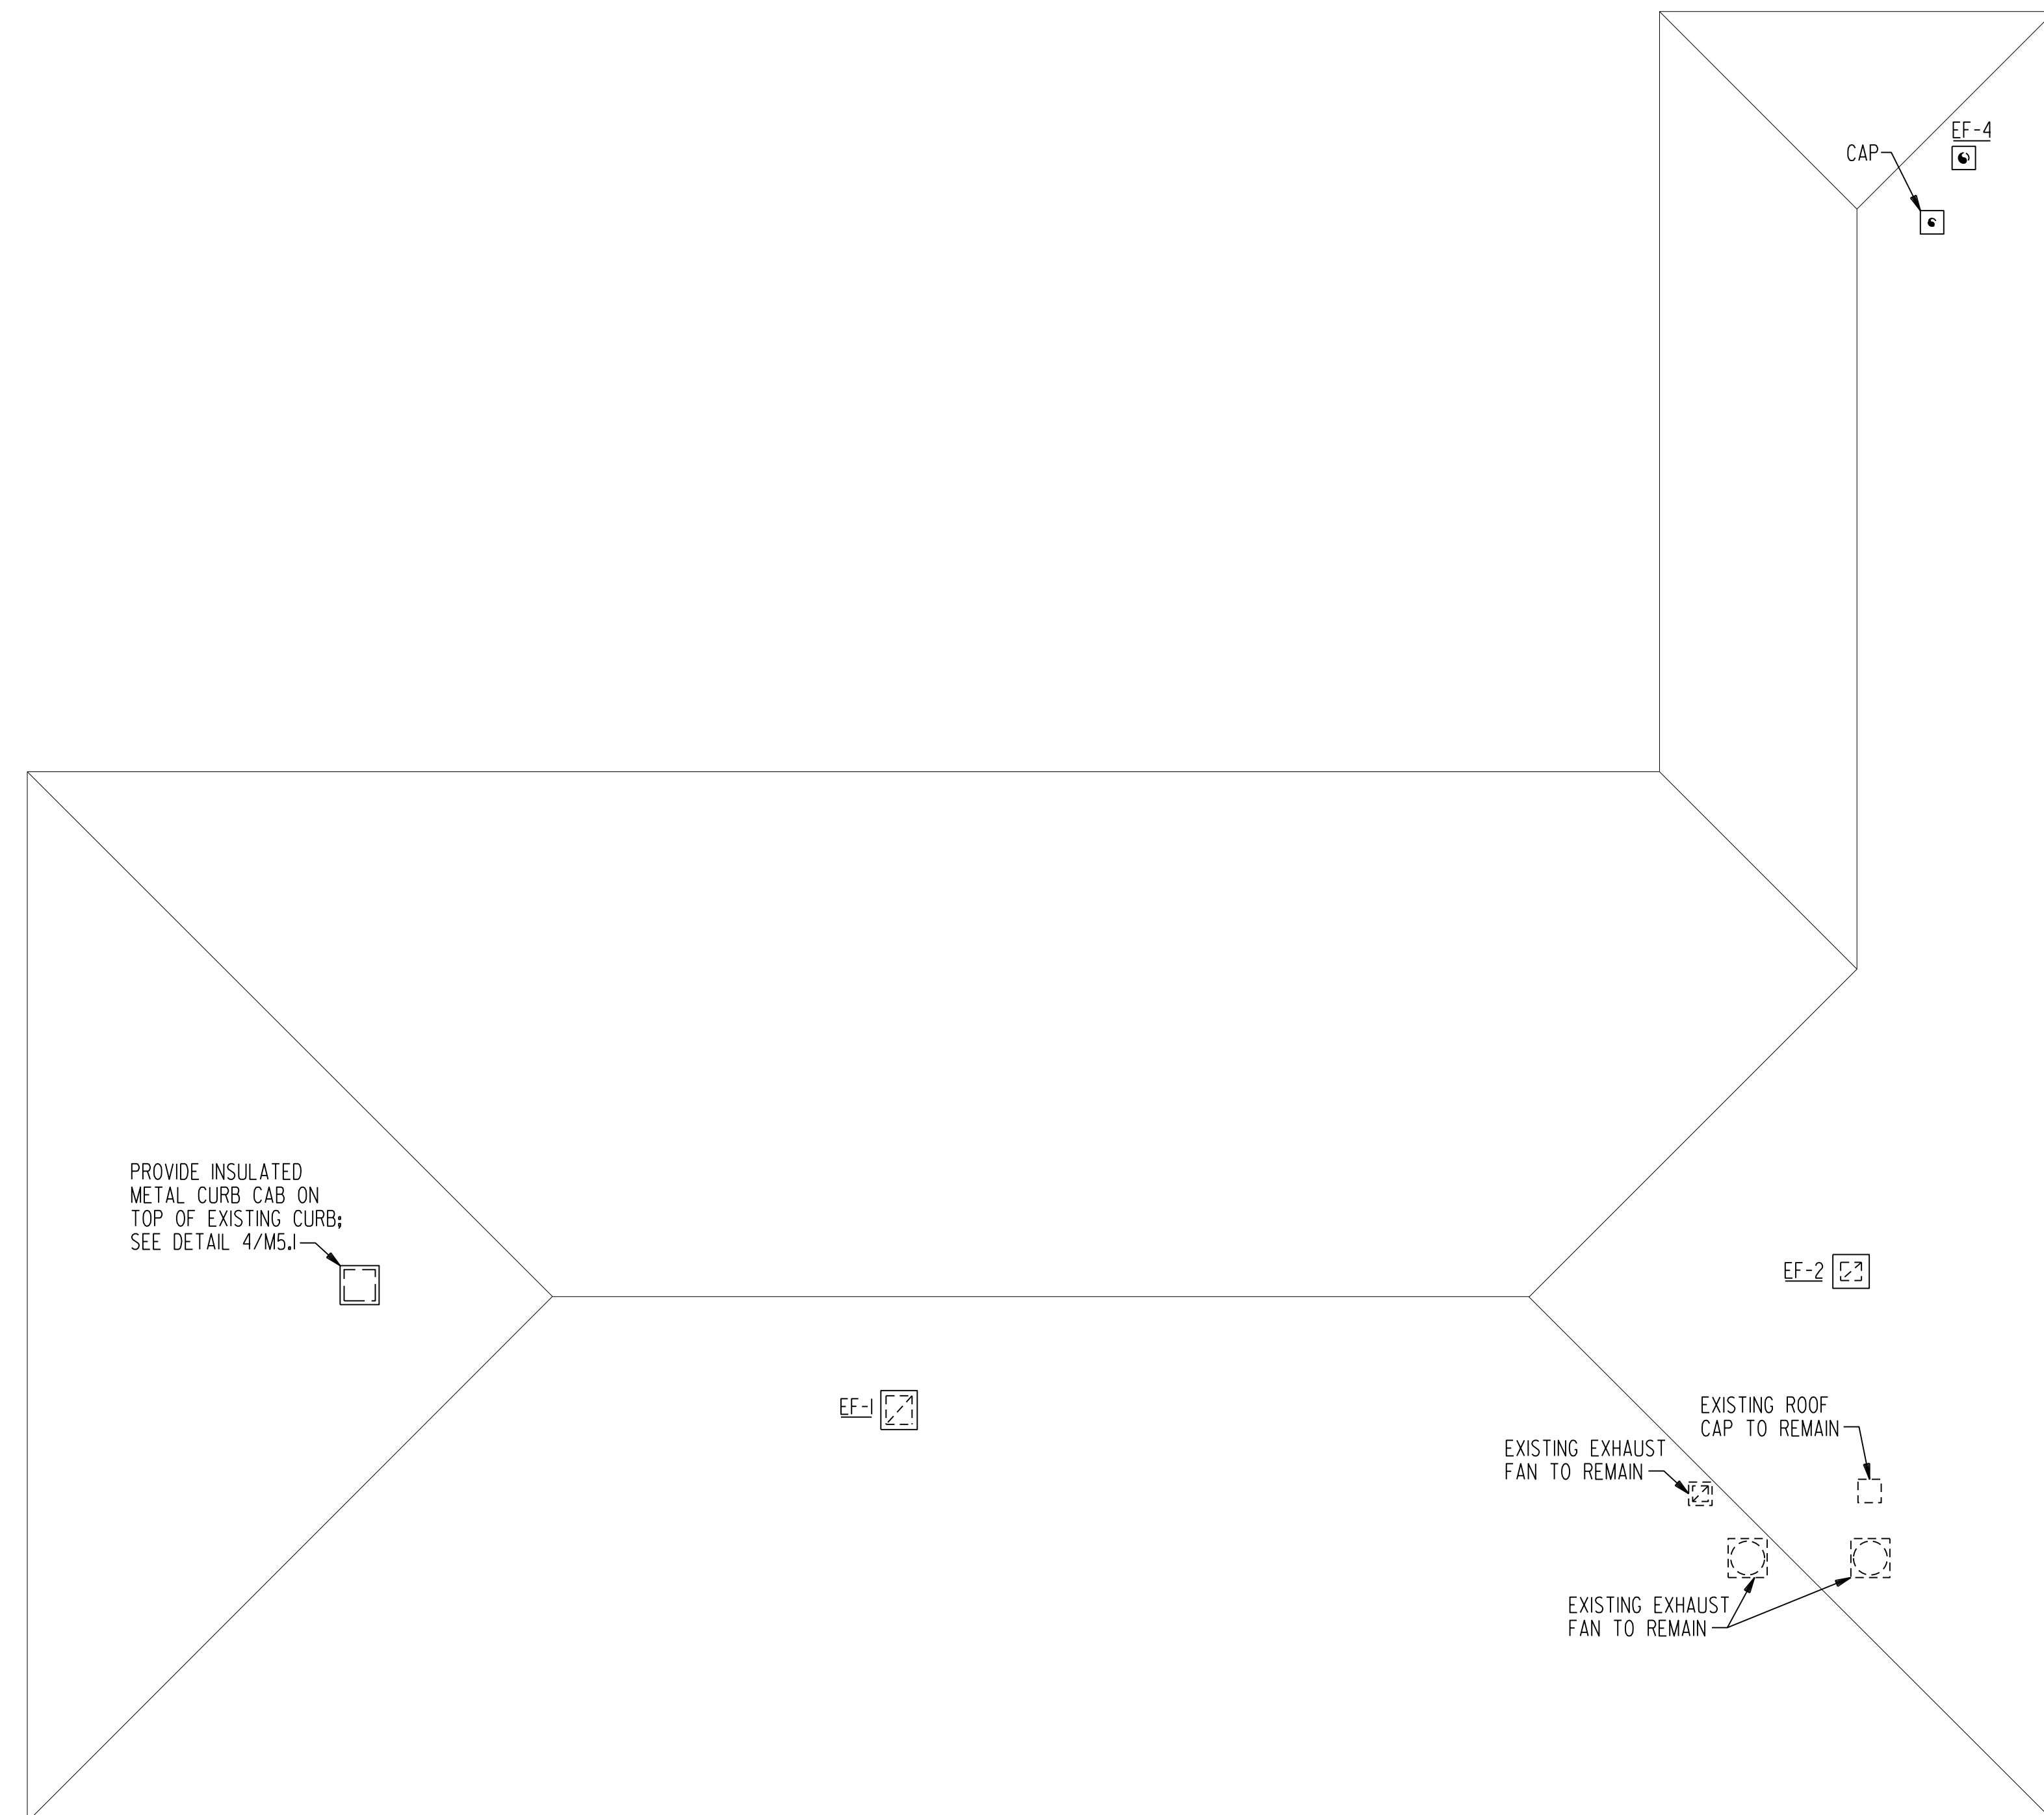 EF-4
CAP
PROVIDE INSULATED
METAL CURB CAB ON
TOP OF EXISTING CURB;
SEE DETAIL 4/M5.1
EF-2
EF-1
EXISTING ROOF
CAP TO REMAIN
EXISTING EXHAUST
FAN TO REMAIN
EXISTING EXHAUST
FAN TO REMAIN